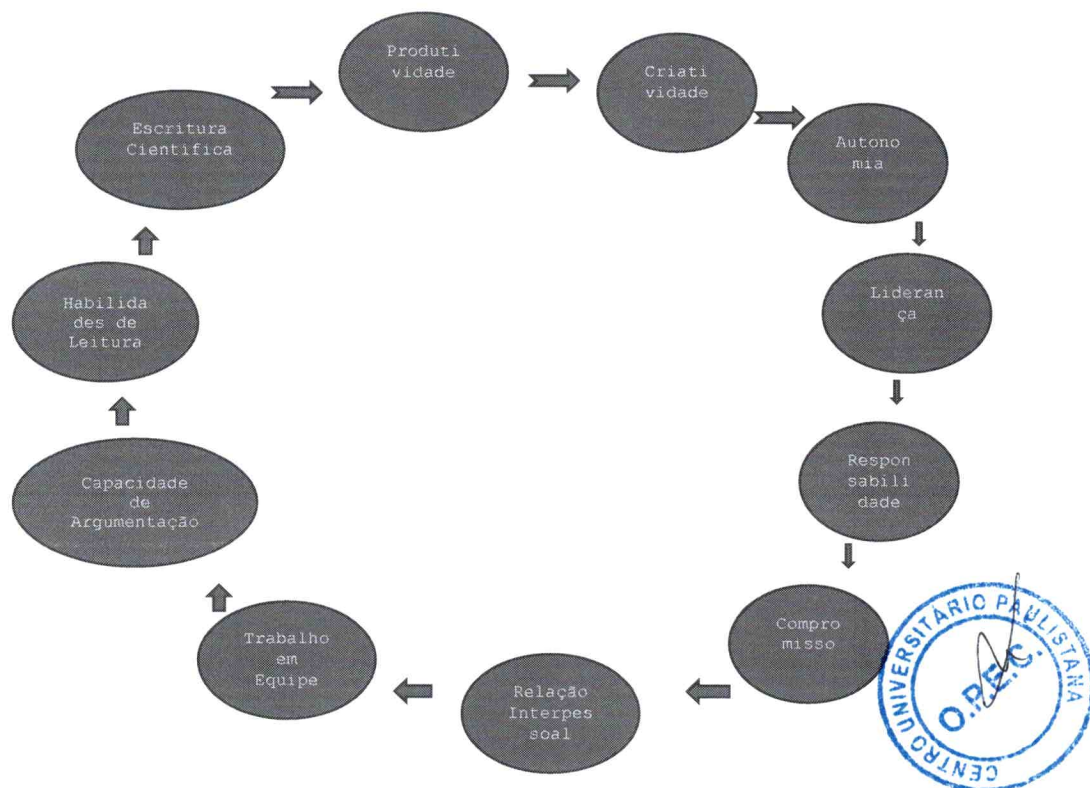 Produti
vidade
Criati
vidade
Autono
mia
Lideran
ça
Respon
sabili
dade
Compro
misso
Relação
Interpes
soal
Trabalho
em
Equipe
Capacidade
de
Argumentação
Habilida
des de
Leitura
Escritura
Científica
CENTRO UNIVERSITÁRIO PAULISTANA